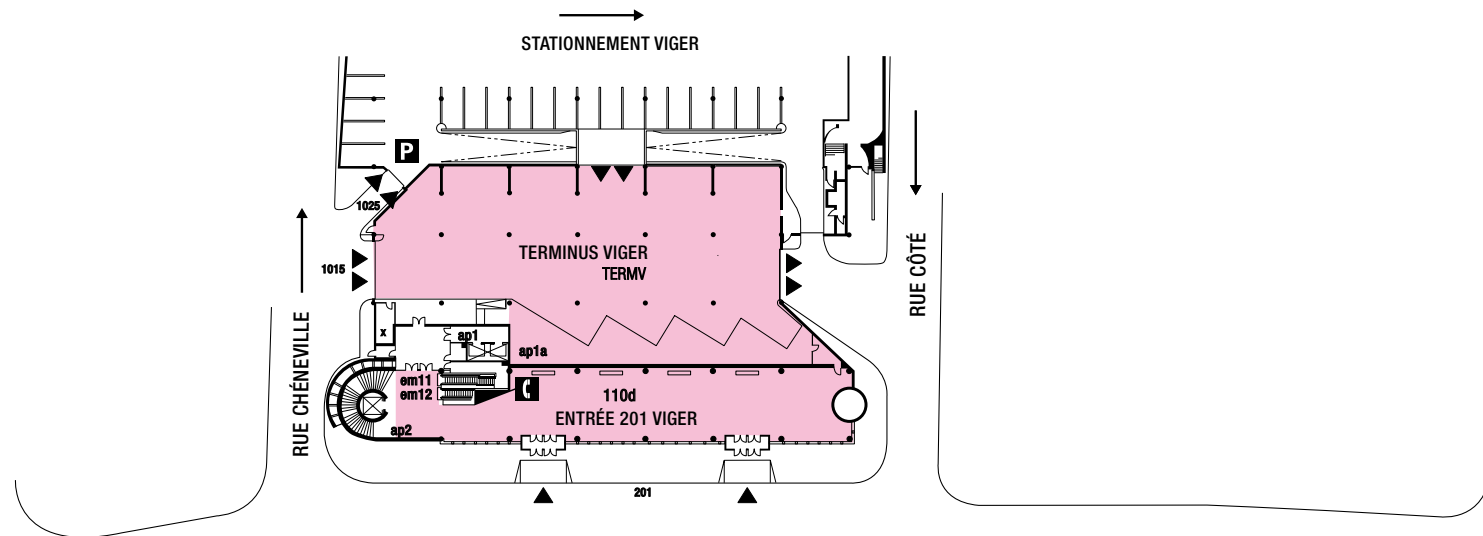 STATIONNEMENT VIGER
P
1025
TERMINUS VIGER
TERMV
1015
RUE CHÉNEVILLE
RUE CÔTÉ
x
ap1
ap1a
em11
em12
110d
ENTRÉE 201 VIGER
ap2
201